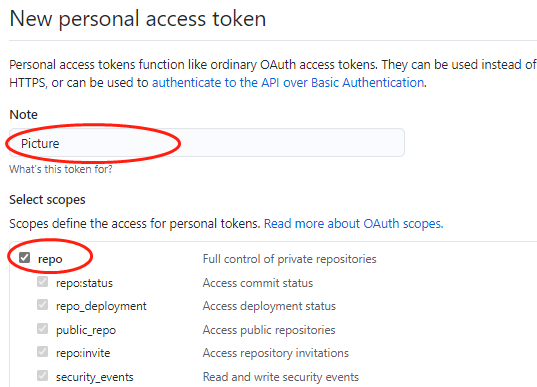 New personal access token
Personal access tokens function like ordinary OAuth access tokens. They can be used instead of
HTTPS, or can be used to authenticate to the API over Basic Authentication.
Note
Picture
What's this token for?
Select scopes
Scopes define the access for personal tokens. Read more about OAuth scopes.
repo Full control of private repositories
repo:status Access commit status
repo_deployment Access deployment status
public_repo Access public repositories
repo:invite Access repository invitations
security_events Read and write security events